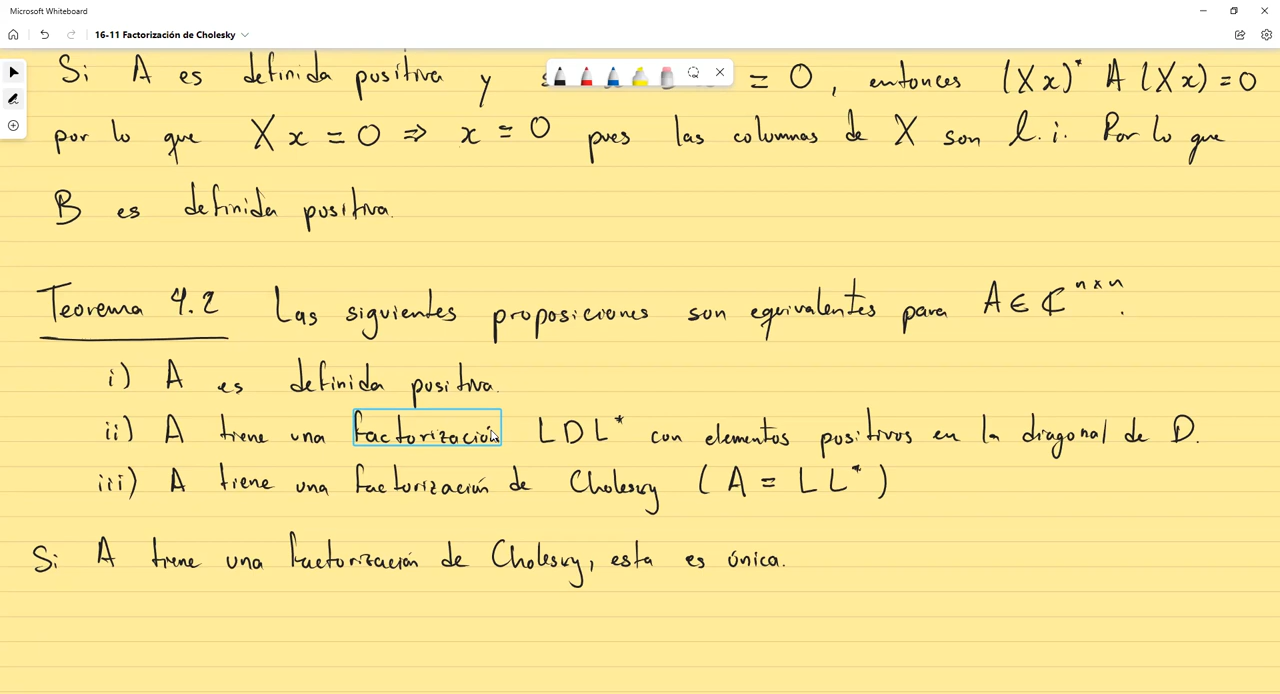 Microsoft Whiteboard
16-11 Factorización de Cholesky
Si A es definida positiva y = 0, entonces (Xx)* A (Xx) = 0
por lo que Xx = 0 ⇒ x = 0 pues las columnas de X son l.i. Por lo que
B es definida positiva.
Teorema 4.2 Las siguientes proposiciones son equivalentes para A ∈ ℂ^{n×n}.
i) A es definida positiva.
ii) A tiene una factorización LDL* con elementos positivos en la diagonal de D.
iii) A tiene una factorización de Cholesky (A = LL*)
Si A tiene una factorización de Cholesky, esta es única.